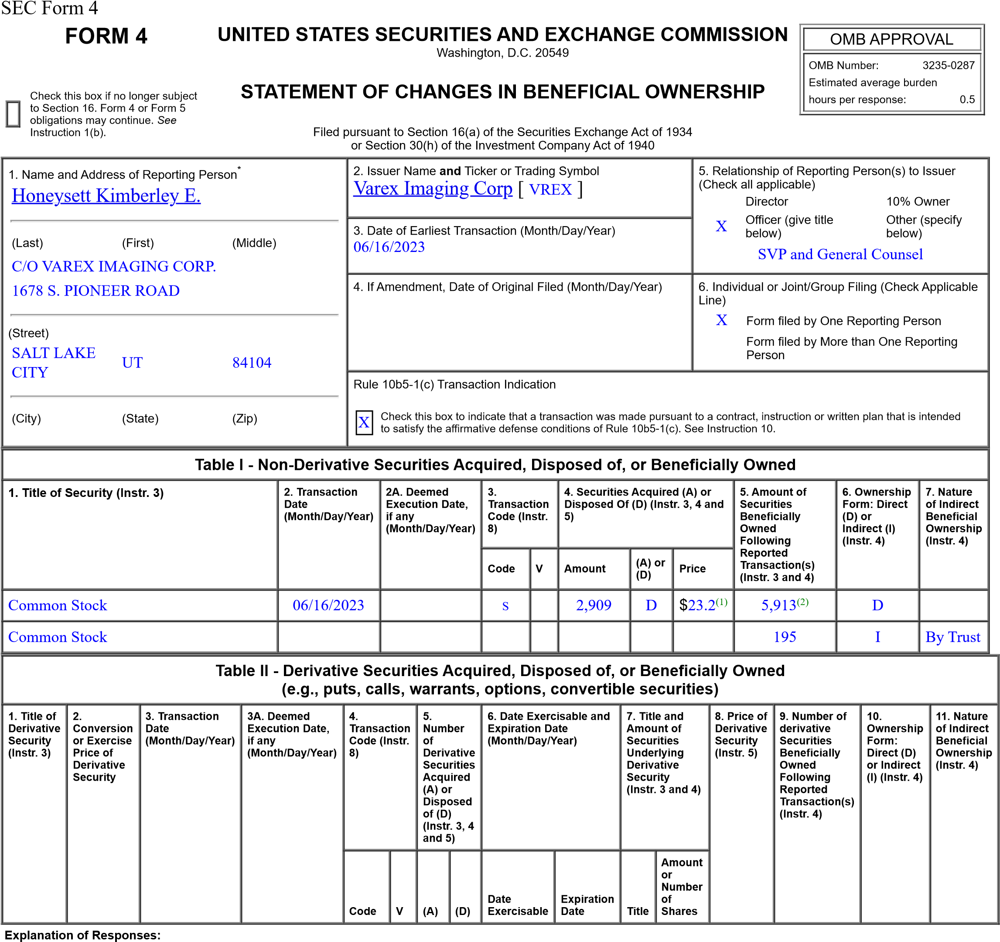 SEC Form 4
FORM 4
UNITED STATES SECURITIES AND EXCHANGE COMMISSION
Washington, D.C. 20549
STATEMENT OF CHANGES IN BENEFICIAL OWNERSHIP
Filed pursuant to Section 16(a) of the Securities Exchange Act of 1934
or Section 30(h) of the Investment Company Act of 1940
OMB APPROVAL
OMB Number: 3235-0287
Estimated average burden
hours per response: 0.5
Check this box if no longer subject
to Section 16. Form 4 or Form 5
obligations may continue. See
Instruction 1(b).
1. Name and Address of Reporting Person*
Honeysett Kimberley E.
(Last) (First) (Middle)
C/O VAREX IMAGING CORP.
1678 S. PIONEER ROAD
(Street)
SALT LAKE
CITY
UT 84104
(City) (State) (Zip)
2. Issuer Name and Ticker or Trading Symbol
Varex Imaging Corp [ VREX ]
3. Date of Earliest Transaction (Month/Day/Year)
06/16/2023
4. If Amendment, Date of Original Filed (Month/Day/Year)
5. Relationship of Reporting Person(s) to Issuer
(Check all applicable)
Director 10% Owner
X Officer (give title
below)
Other (specify
below)
SVP and General Counsel
6. Individual or Joint/Group Filing (Check Applicable
Line)
X Form filed by One Reporting Person
Form filed by More than One Reporting
Person
Rule 10b5-1(c) Transaction Indication
X Check this box to indicate that a transaction was made pursuant to a contract, instruction or written plan that is intended
to satisfy the affirmative defense conditions of Rule 10b5-1(c). See Instruction 10.
Table I - Non-Derivative Securities Acquired, Disposed of, or Beneficially Owned
1. Title of Security (Instr. 3)
2. Transaction
Date
(Month/Day/Year)
2A. Deemed
Execution Date,
if any
(Month/Day/Year)
3.
Transaction
Code (Instr.
8)
4. Securities Acquired (A) or
Disposed Of (D) (Instr. 3, 4 and
5)
5. Amount of
Securities
Beneficially
Owned
Following
Reported
Transaction(s)
(Instr. 3 and 4)
6. Ownership
Form: Direct
(D) or
Indirect (I)
(Instr. 4)
7. Nature
of Indirect
Beneficial
Ownership
(Instr. 4)
Code V Amount (A) or
(D)
Price
Common Stock 06/16/2023 S 2,909 D $23.2(1) 5,913(2) D
Common Stock 195 I By Trust
Table II - Derivative Securities Acquired, Disposed of, or Beneficially Owned
(e.g., puts, calls, warrants, options, convertible securities)
1. Title of
Derivative
Security
(Instr. 3)
2.
Conversion
or Exercise
Price of
Derivative
Security
3. Transaction
Date
(Month/Day/Year)
3A. Deemed
Execution Date,
if any
(Month/Day/Year)
4.
Transaction
Code (Instr.
8)
5.
Number
of
Derivative
Securities
Acquired
(A) or
Disposed
of (D)
(Instr. 3, 4
and 5)
6. Date Exercisable and
Expiration Date
(Month/Day/Year)
7. Title and
Amount of
Securities
Underlying
Derivative
Security
(Instr. 3 and 4)
8. Price of
Derivative
Security
(Instr. 5)
9. Number of
derivative
Securities
Beneficially
Owned
Following
Reported
Transaction(s)
(Instr. 4)
10.
Ownership
Form:
Direct (D)
or Indirect
(I) (Instr. 4)
11. Nature
of Indirect
Beneficial
Ownership
(Instr. 4)
Code V (A) (D)
Date
Exercisable
Expiration
Date
Title
Amount
or
Number
of
Shares
Explanation of Responses: